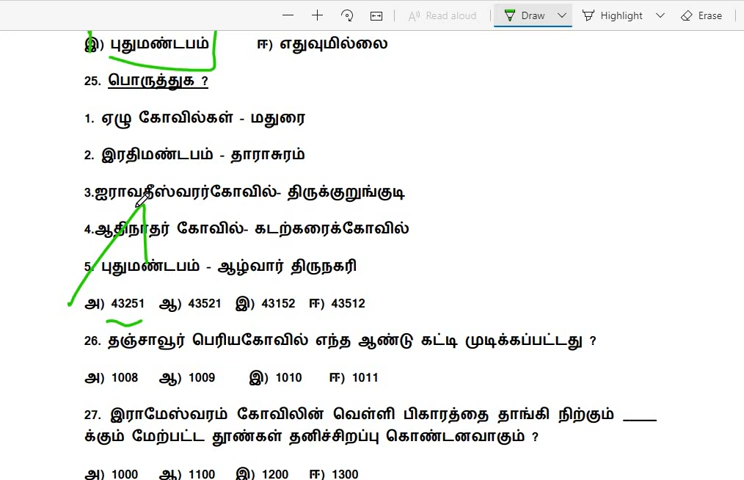 Read aloud Draw Highlight Erase
இ) புதுமண்டபம் ஈ) எதுவுமில்லை
25. பொருத்துக ?
1. ஏழு கோவில்கள் - மதுரை
2. இரதிமண்டபம் - தாராசுரம்
3.ஐராவதீஸ்வரர்கோவில்- திருக்குறுங்குடி
4.ஆதிநாதர் கோவில்- கடற்கரைக்கோவில்
5. புதுமண்டபம் - ஆழ்வார் திருநகரி
அ) 43251 ஆ) 43521 இ) 43152 ஈ) 43512
26. தஞ்சாவூர் பெரியகோவில் எந்த ஆண்டு கட்டி முடிக்கப்பட்டது ?
அ) 1008 ஆ) 1009 இ) 1010 ஈ) 1011
27. இராமேஸ்வரம் கோவிலின் வெள்ளி பிகாரத்தை தாங்கி நிற்கும் ____
க்கும் மேற்பட்ட தூண்கள் தனிச்சிறப்பு கொண்டனவாகும் ?
அ) 1000 ஆ) 1100 இ) 1200 ஈ) 1300